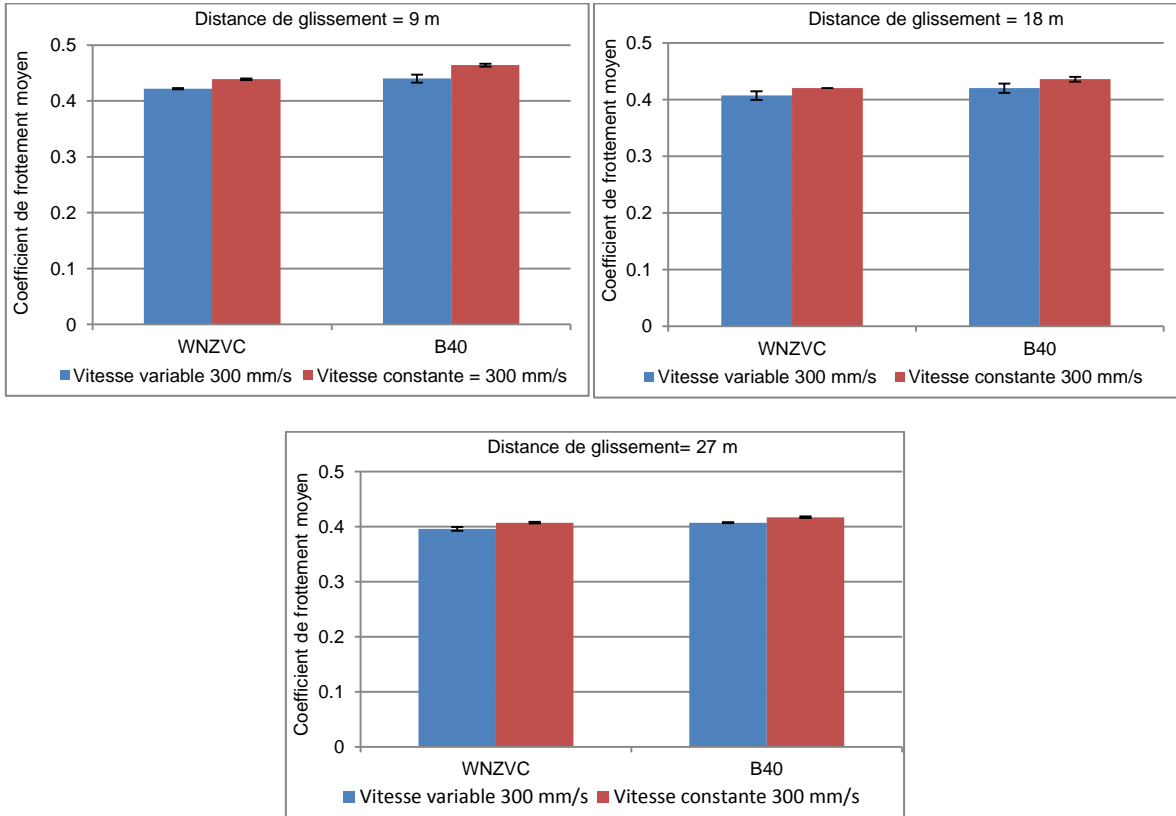 Distance de glissement = 9 m
Coefficient de frottement moyen
0.5
0.4
0.3
0.2
0.1
0
WNZVC B40
Vitesse variable 300 mm/s Vitesse constante = 300 mm/s
Distance de glissement = 18 m
Coefficient de frottement moyen
0.5
0.4
0.3
0.2
0.1
0
WNZVC B40
Vitesse variable 300 mm/s Vitesse constante 300 mm/s
Distance de glissement= 27 m
Coefficient de frottement moyen
0.5
0.4
0.3
0.2
0.1
0
WNZVC B40
Vitesse variable 300 mm/s Vitesse constante 300 mm/s